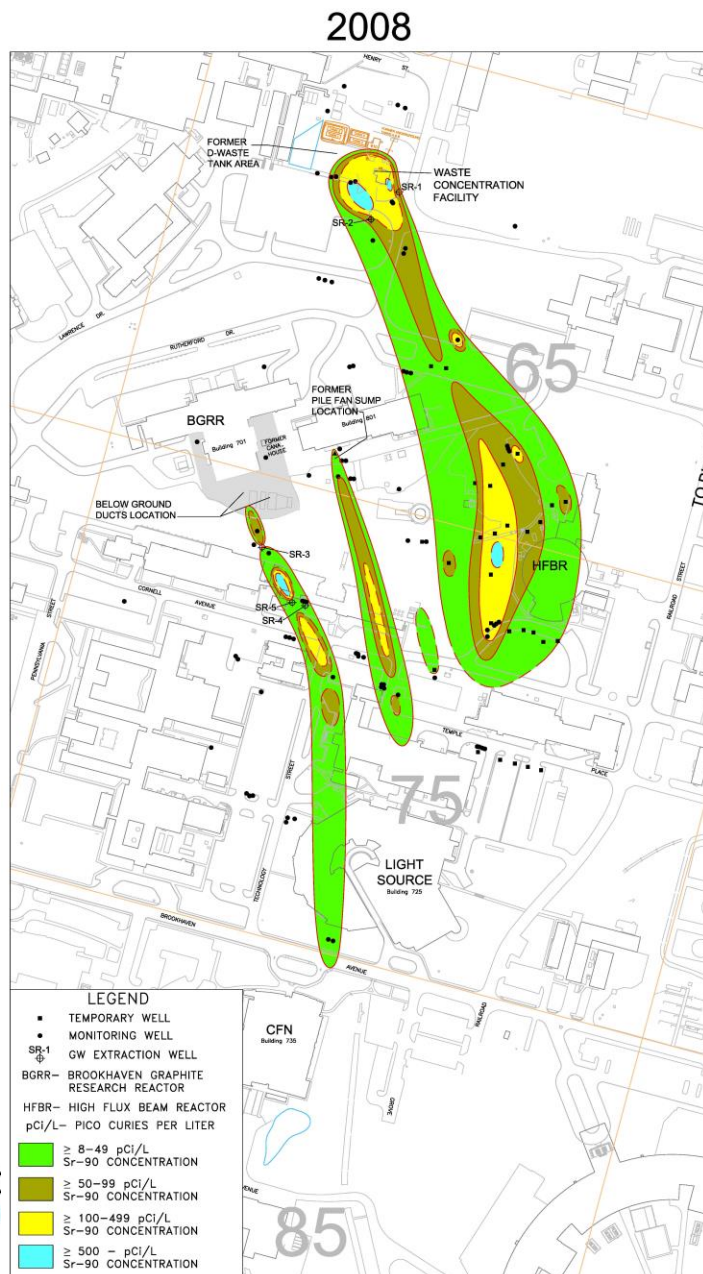 2008
HENRY ST.
FORMER
D-WASTE
TANK AREA
WASTE
CONCENTRATION
FACILITY
SR-1
SR-2
LAWRENCE DR.
RUTHERFORD DR.
65
FORMER
PILE FAN SUMP
LOCATION
BGRR
Building 801
Building 701
FORMER
CANAL
HOUSE
BELOW GROUND
DUCTS LOCATION
SR-3
HFBR
CORNELL
AVENUE
SR-5
SR-4
STREET
PENNSYLVANIA
RAILROAD STREET
TEMPLE
PLACE
STREET
TECHNOLOGY
75
LIGHT
SOURCE
Building 725
BROOKHAVEN
AVENUE
RAILROAD
GROVE
CFN
Building 735
AVENUE
85
LEGEND
TEMPORARY WELL
MONITORING WELL
SR-1 GW EXTRACTION WELL
BGRR- BROOKHAVEN GRAPHITE
RESEARCH REACTOR
HFBR- HIGH FLUX BEAM REACTOR
pCi/L- PICO CURIES PER LITER
≥ 8-49 pCi/L
Sr-90 CONCENTRATION
≥ 50-99 pCi/L
Sr-90 CONCENTRATION
≥ 100-499 pCi/L
Sr-90 CONCENTRATION
≥ 500 - pCi/L
Sr-90 CONCENTRATION